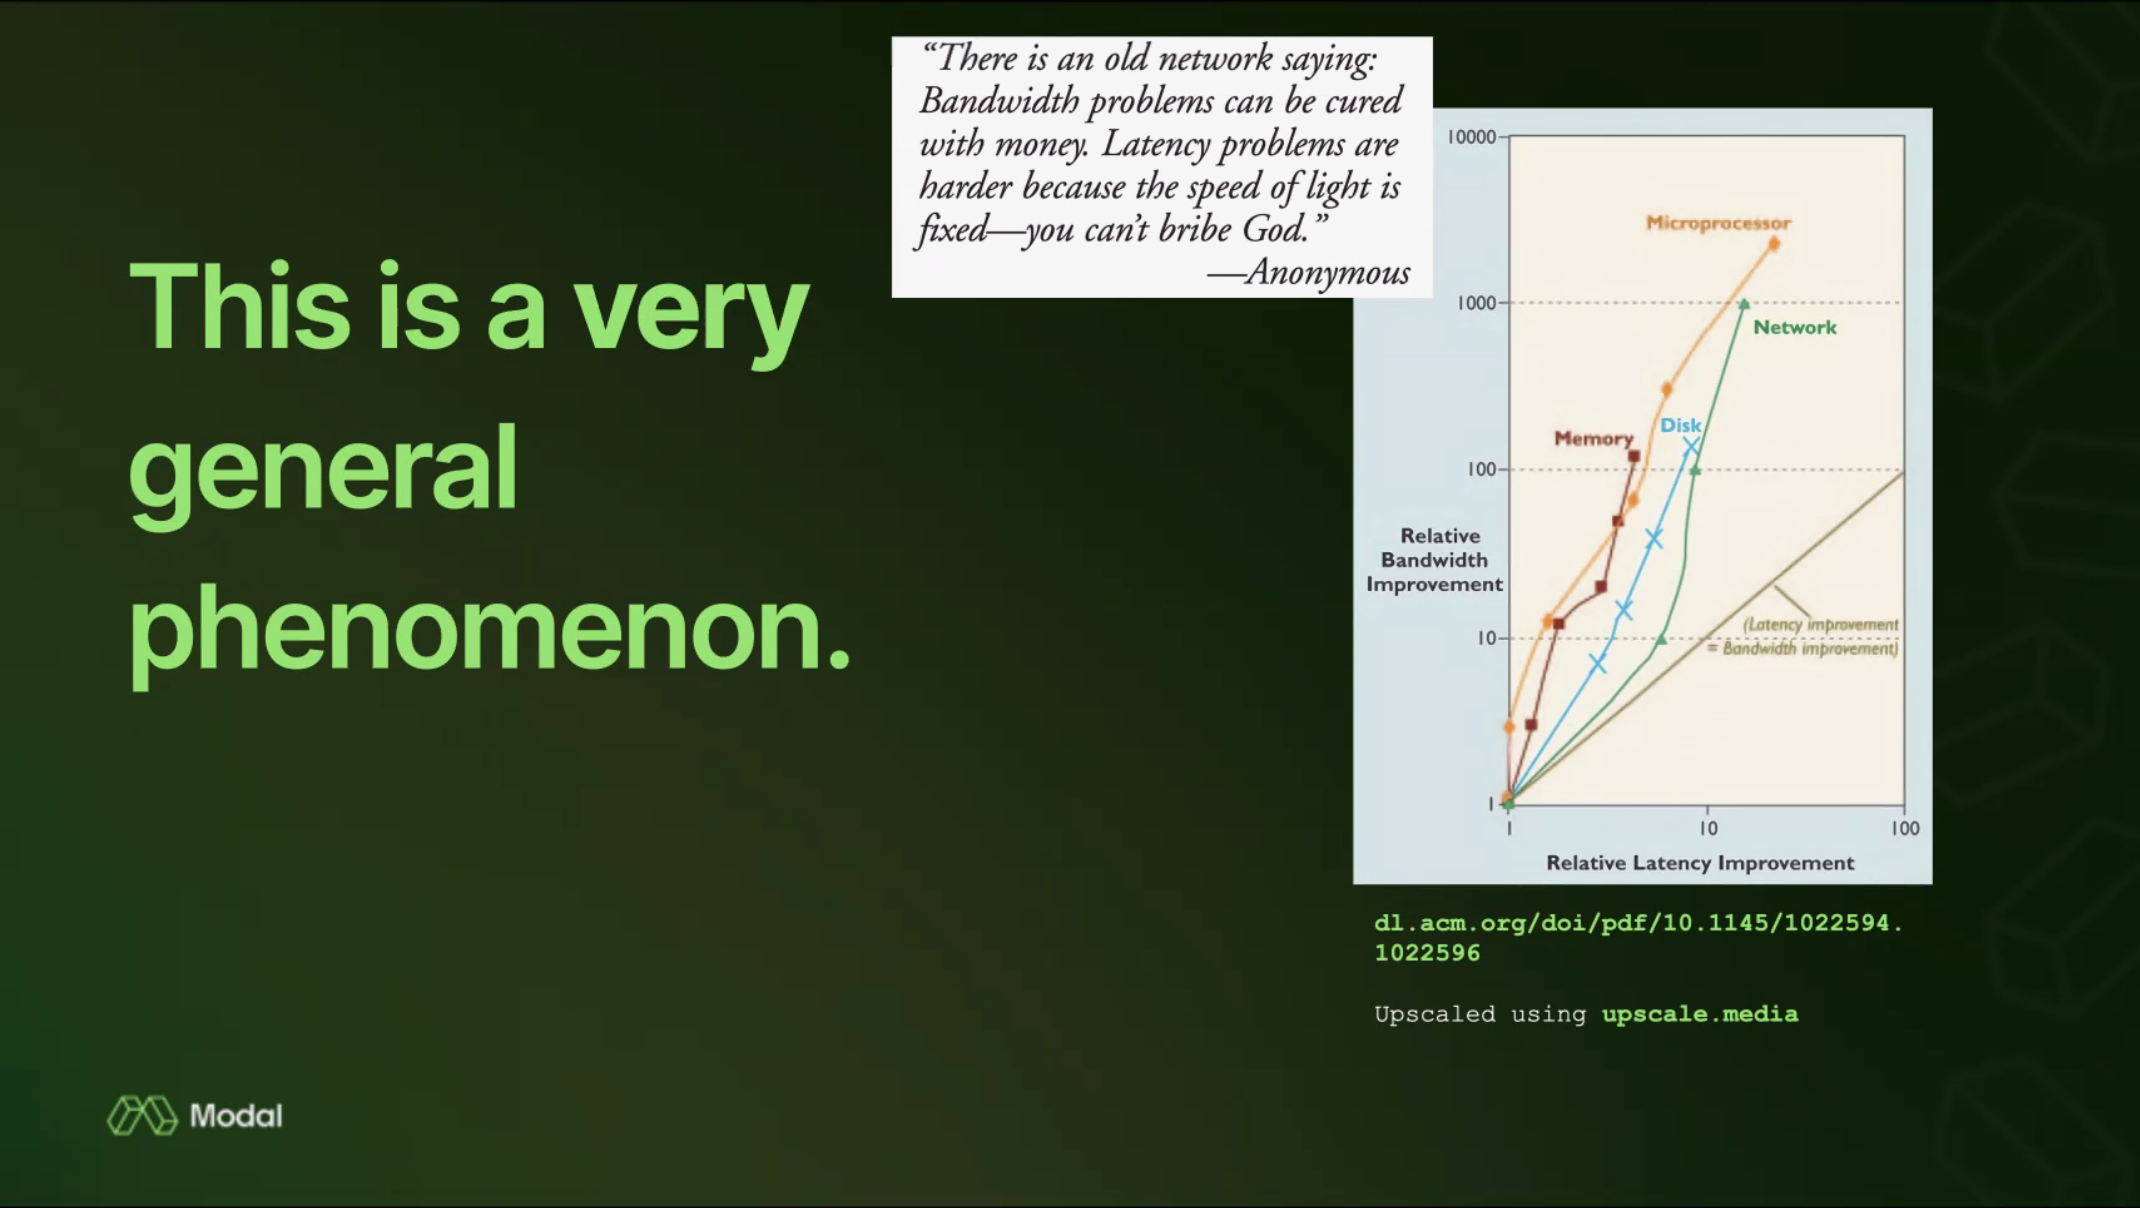 This is a very
general
phenomenon.
“There is an old network saying:
Bandwidth problems can be cured
with money. Latency problems are
harder because the speed of light is
fixed—you can’t bribe God.”
—Anonymous
10000
1000
100
10
1
Relative
Bandwidth
Improvement
Microprocessor
Network
Memory
Disk
(Latency improvement
= Bandwidth improvement)
1
10
100
Relative Latency Improvement
dl.acm.org/doi/pdf/10.1145/1022594.
1022596
Upscaled using upscale.media
Modal